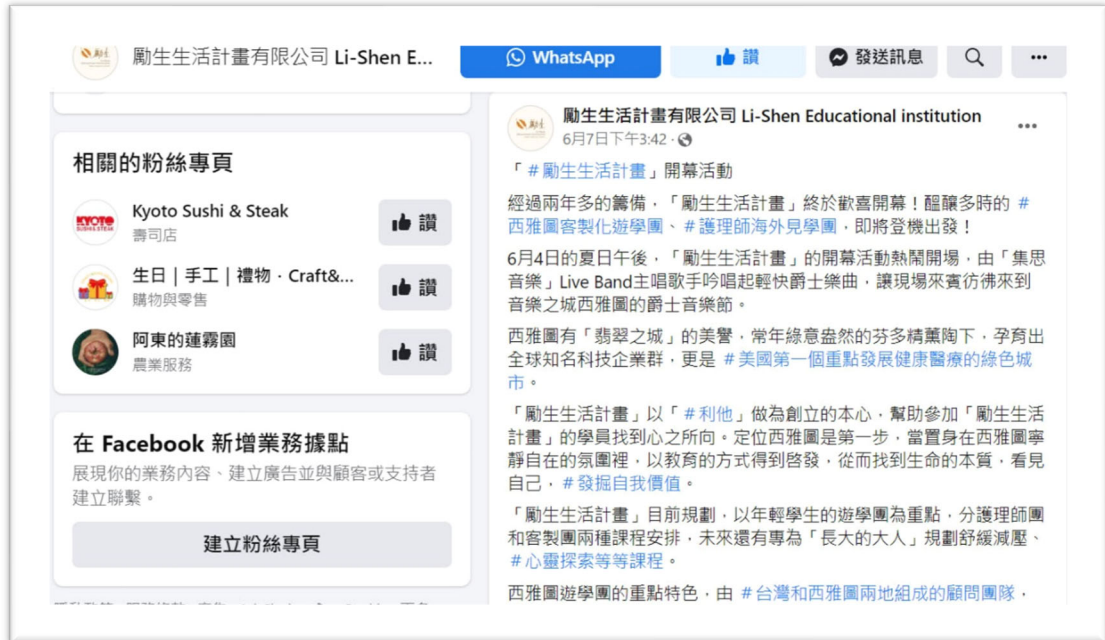 勵生生活計畫有限公司 Li-Shen E...
WhatsApp
讚
發送訊息
相關的粉絲專頁
Kyoto Sushi & Steak
壽司店
讚
生日 | 手工 | 禮物 · Craft&...
購物與零售
讚
阿東的蓮霧園
農業服務
讚
在 Facebook 新增業務據點
展現你的業務內容、建立廣告並與顧客或支持者
建立聯繫。
建立粉絲專頁
勵生生活計畫有限公司 Li-Shen Educational institution
6月7日下午3:42 ·
「#勵生生活計畫」開幕活動
經過兩年多的籌備，「勵生生活計畫」終於歡喜開幕！醞釀多時的 #
西雅圖客製化遊學團、#護理師海外見學團，即將登機出發！
6月4日的夏日午後，「勵生生活計畫」的開幕活動熱鬧開場，由「集思
音樂」Live Band主唱歌手吟唱起輕快爵士樂曲，讓現場來賓彷彿來到
音樂之城西雅圖的爵士音樂節。
西雅圖有「翡翠之城」的美譽，常年綠意盎然的芬多精薰陶下，孕育出
全球知名科技企業群，更是 #美國第一個重點發展健康醫療的綠色城
市。
「勵生生活計畫」以「#利他」做為創立的本心，幫助參加「勵生生活
計畫」的學員找到心之所向。定位西雅圖是第一步，當置身在西雅圖寧
靜自在的氛圍裡，以教育的方式得到啓發，從而找到生命的本質，看見
自己，#發掘自我價值。
「勵生生活計畫」目前規劃，以年輕學生的遊學團為重點，分護理師團
和客製團兩種課程安排，未來還有專為「長大的大人」規劃舒緩減壓、
#心靈探索等等課程。
西雅圖遊學團的重點特色，由 #台灣和西雅圖兩地組成的顧問團隊，